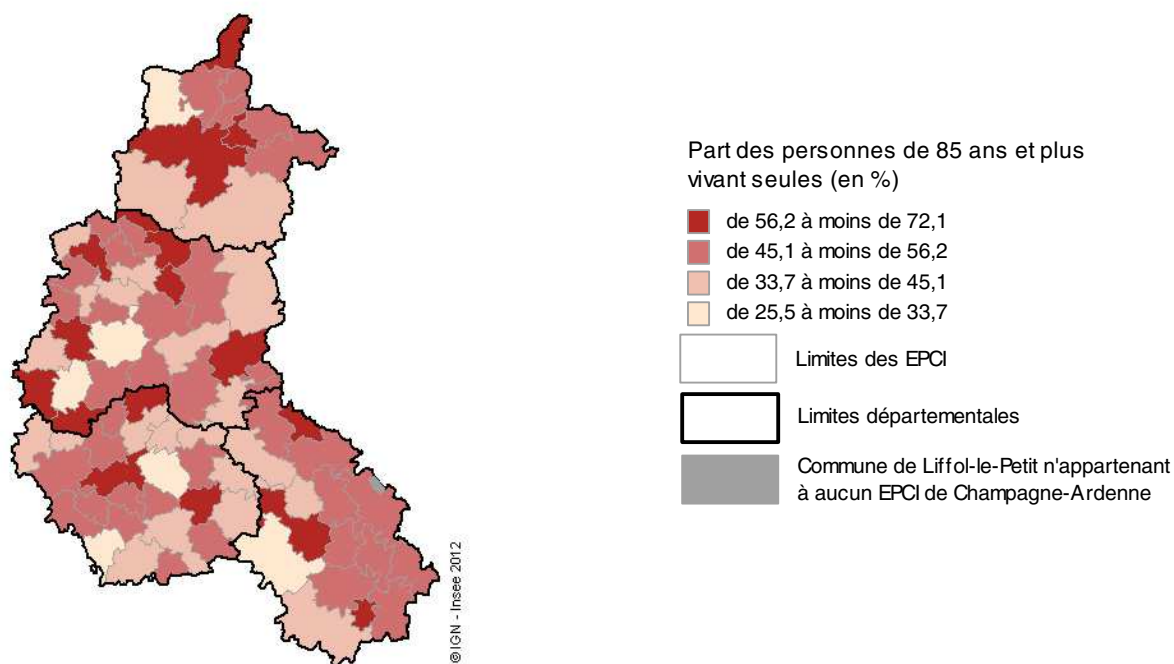 Part des personnes de 85 ans et plus
vivant seules (en %)
de 56,2 à moins de 72,1
de 45,1 à moins de 56,2
de 33,7 à moins de 45,1
de 25,5 à moins de 33,7
Limites des EPCI
Limites départementales
Commune de Liffol-le-Petit n'appartenant
à aucun EPCI de Champagne-Ardenne
©IGN - Insee 2012